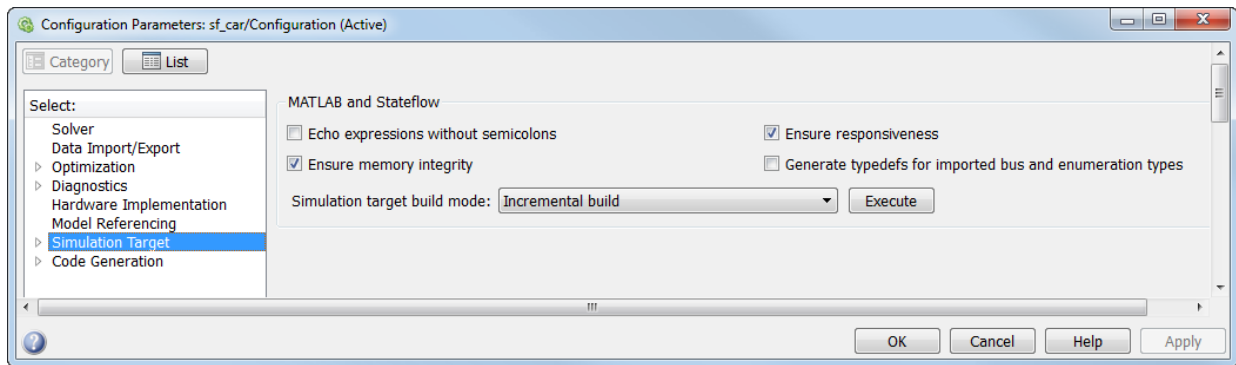 Configuration Parameters: sf_car/Configuration (Active)
Category
List
Select:
Solver
Data Import/Export
Optimization
Diagnostics
Hardware Implementation
Model Referencing
Simulation Target
Code Generation
MATLAB and Stateflow
Echo expressions without semicolons
Ensure responsiveness
Ensure memory integrity
Generate typedefs for imported bus and enumeration types
Simulation target build mode: Incremental build
Execute
OK
Cancel
Help
Apply